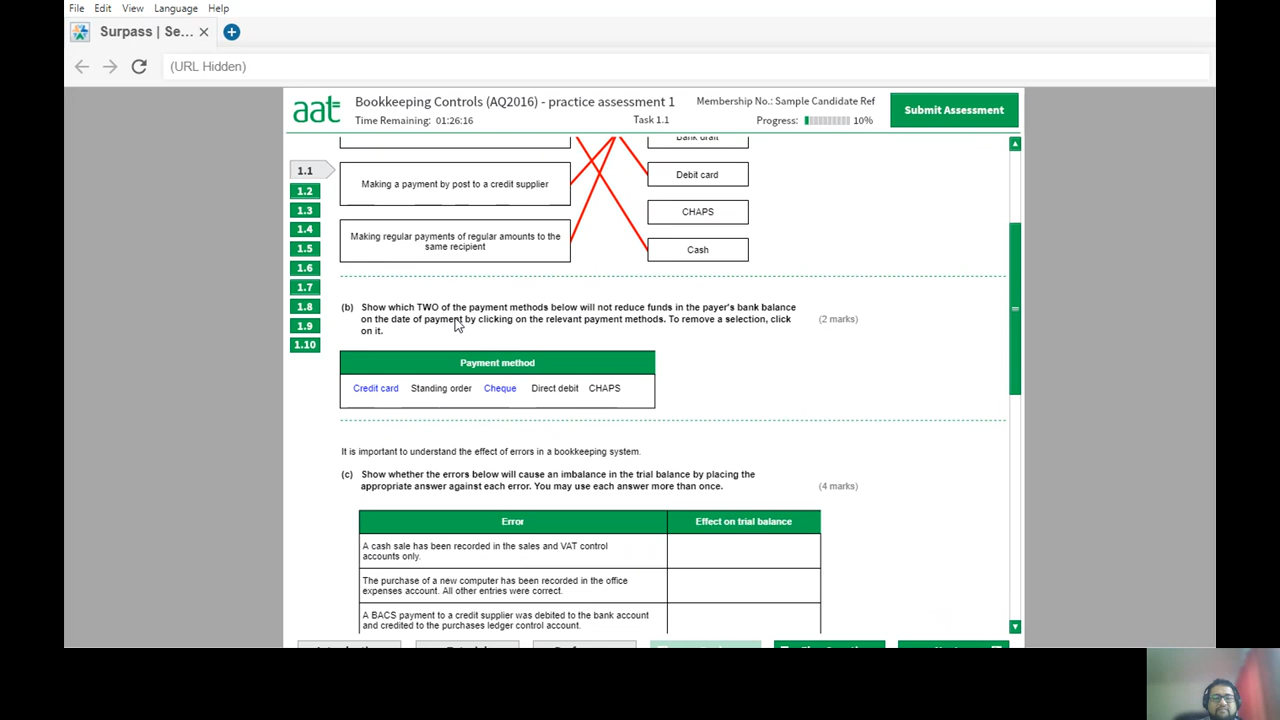 File Edit View Language Help
Surpass | Se...
(URL Hidden)
aat
Bookkeeping Controls (AQ2016) - practice assessment 1
Membership No.: Sample Candidate Ref
Submit Assessment
Time Remaining: 01:26:16
Task 1.1
Progress: 10%
Bank draft
1.1
1.2
1.3
1.4
1.5
1.6
1.7
1.8
1.9
1.10
Making a payment by post to a credit supplier
Debit card
CHAPS
Making regular payments of regular amounts to the
same recipient
Cash
(b) Show which TWO of the payment methods below will not reduce funds in the payer's bank balance
on the date of payment by clicking on the relevant payment methods. To remove a selection, click
on it.
(2 marks)
Payment method
Credit card Standing order Cheque Direct debit CHAPS
It is important to understand the effect of errors in a bookkeeping system.
(c) Show whether the errors below will cause an imbalance in the trial balance by placing the
appropriate answer against each error. You may use each answer more than once.
(4 marks)
Error Effect on trial balance
A cash sale has been recorded in the sales and VAT control
accounts only.
The purchase of a new computer has been recorded in the office
expenses account. All other entries were correct.
A BACS payment to a credit supplier was debited to the bank account
and credited to the purchases ledger control account.